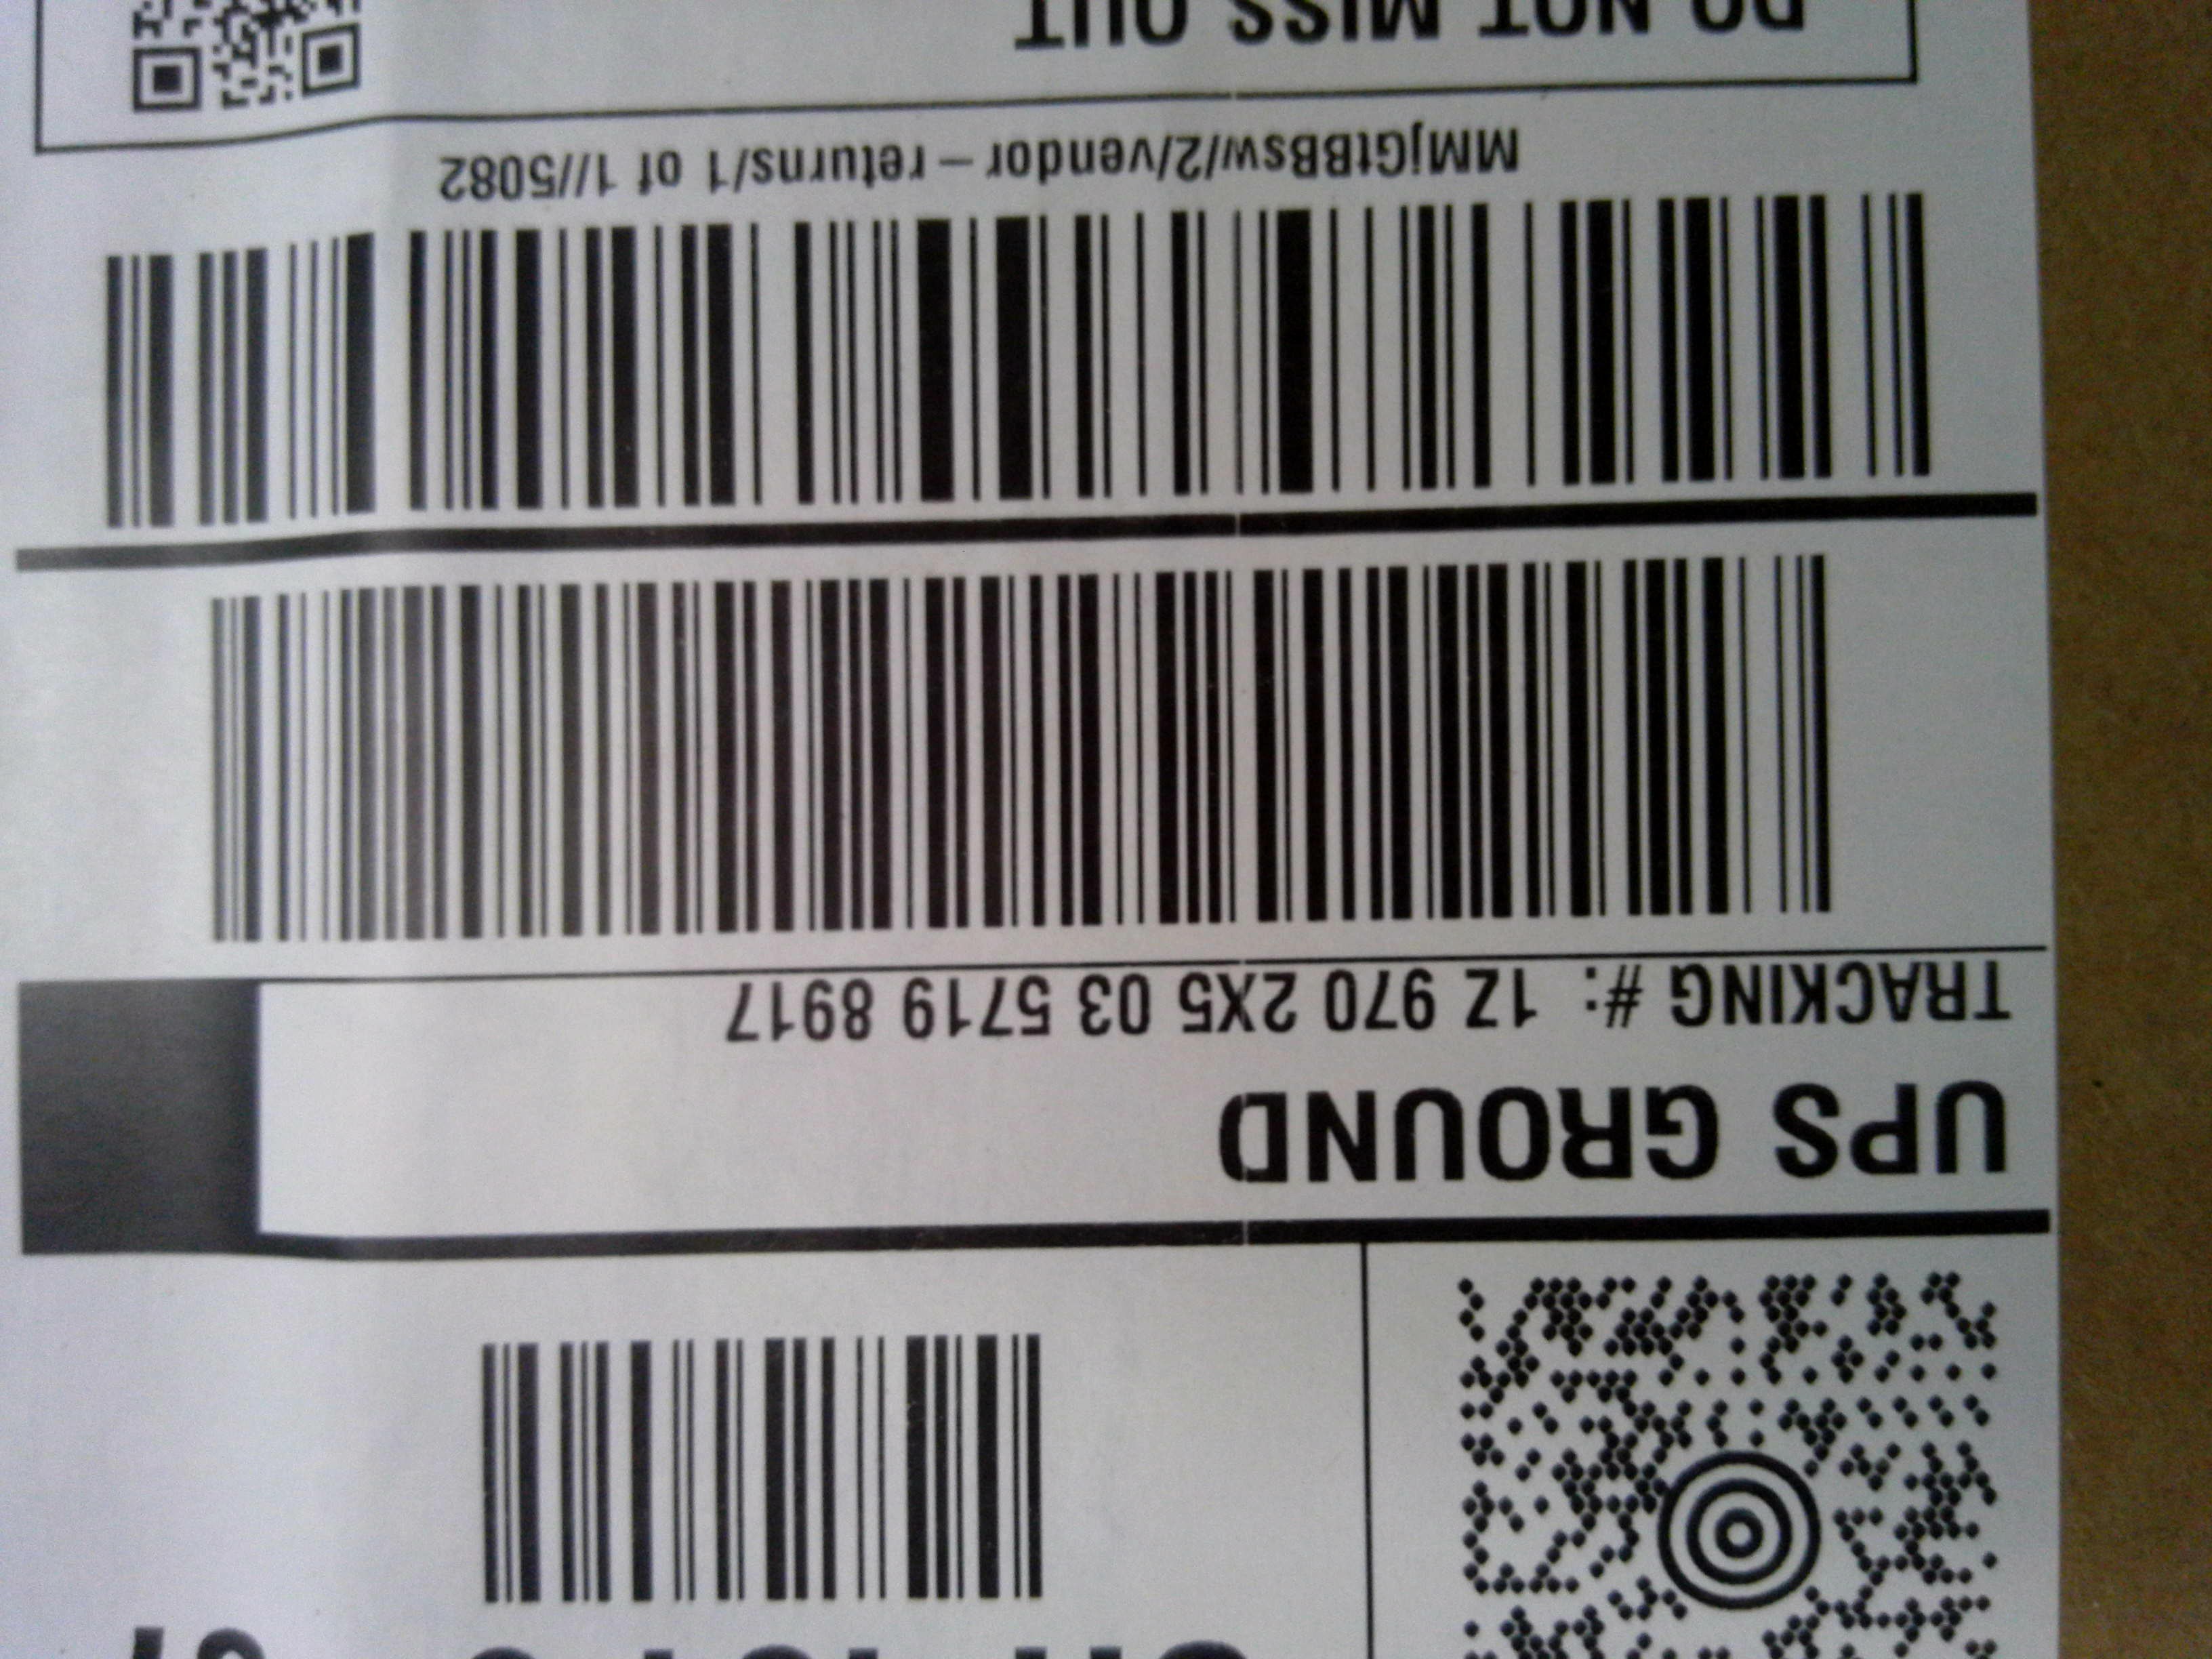 UPS GROUND
TRACKING #: 1Z 970 2X5 03 5719 8917
MMjGtBBsw/2/vendor-returns/1 of 1//5082
DO NOT MISS OUT